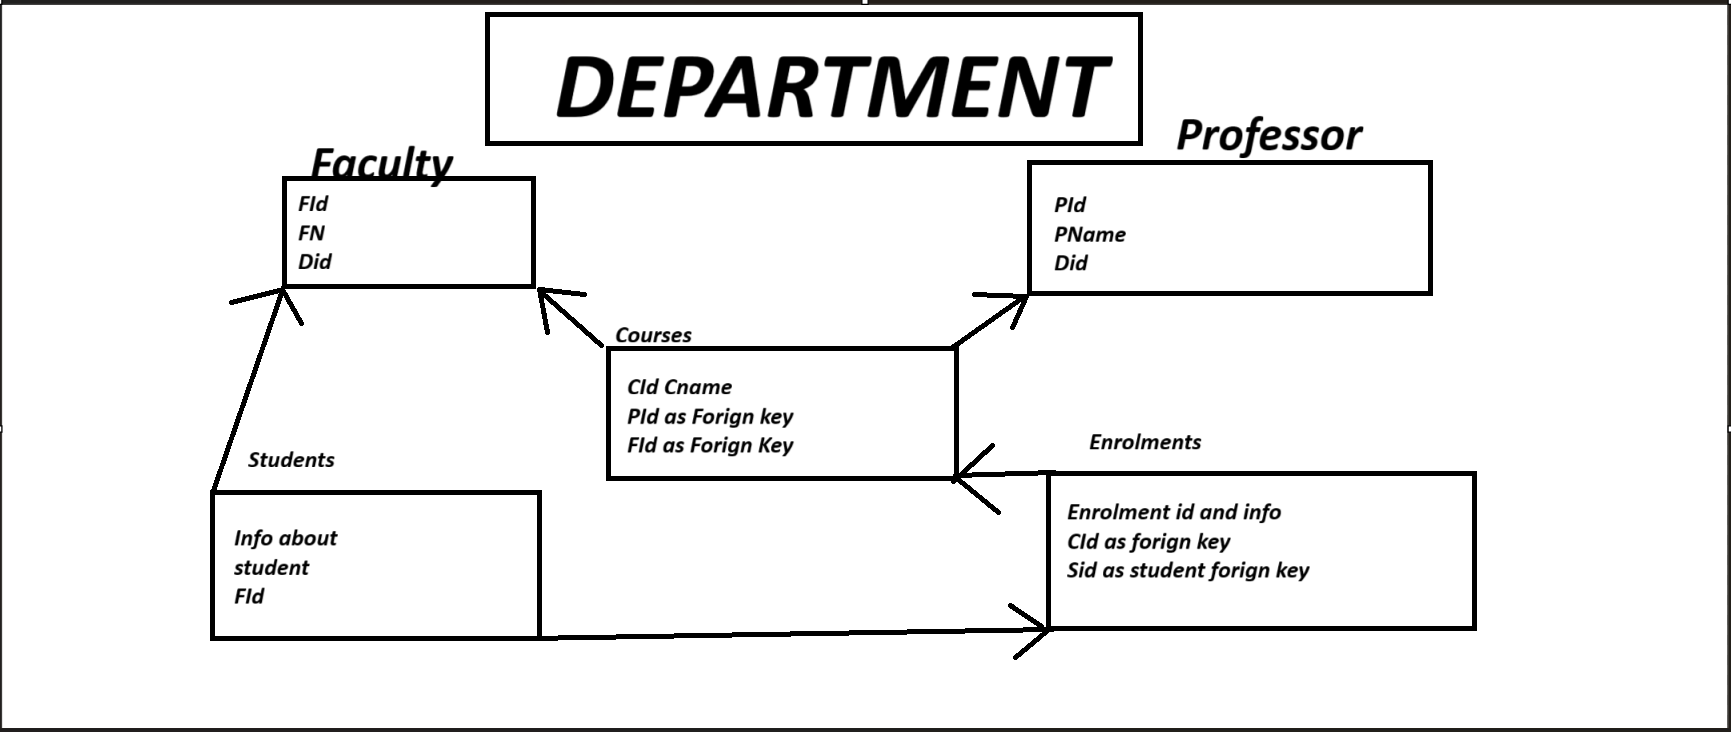 DEPARTMENT
Professor
Faculty
FId
FN
Did
PId
PName
Did
Courses
CId Cname
PId as Forign key
FId as Forign Key
Enrolments
Students
Enrolment id and info
CId as forign key
Sid as student forign key
Info about
student
FId